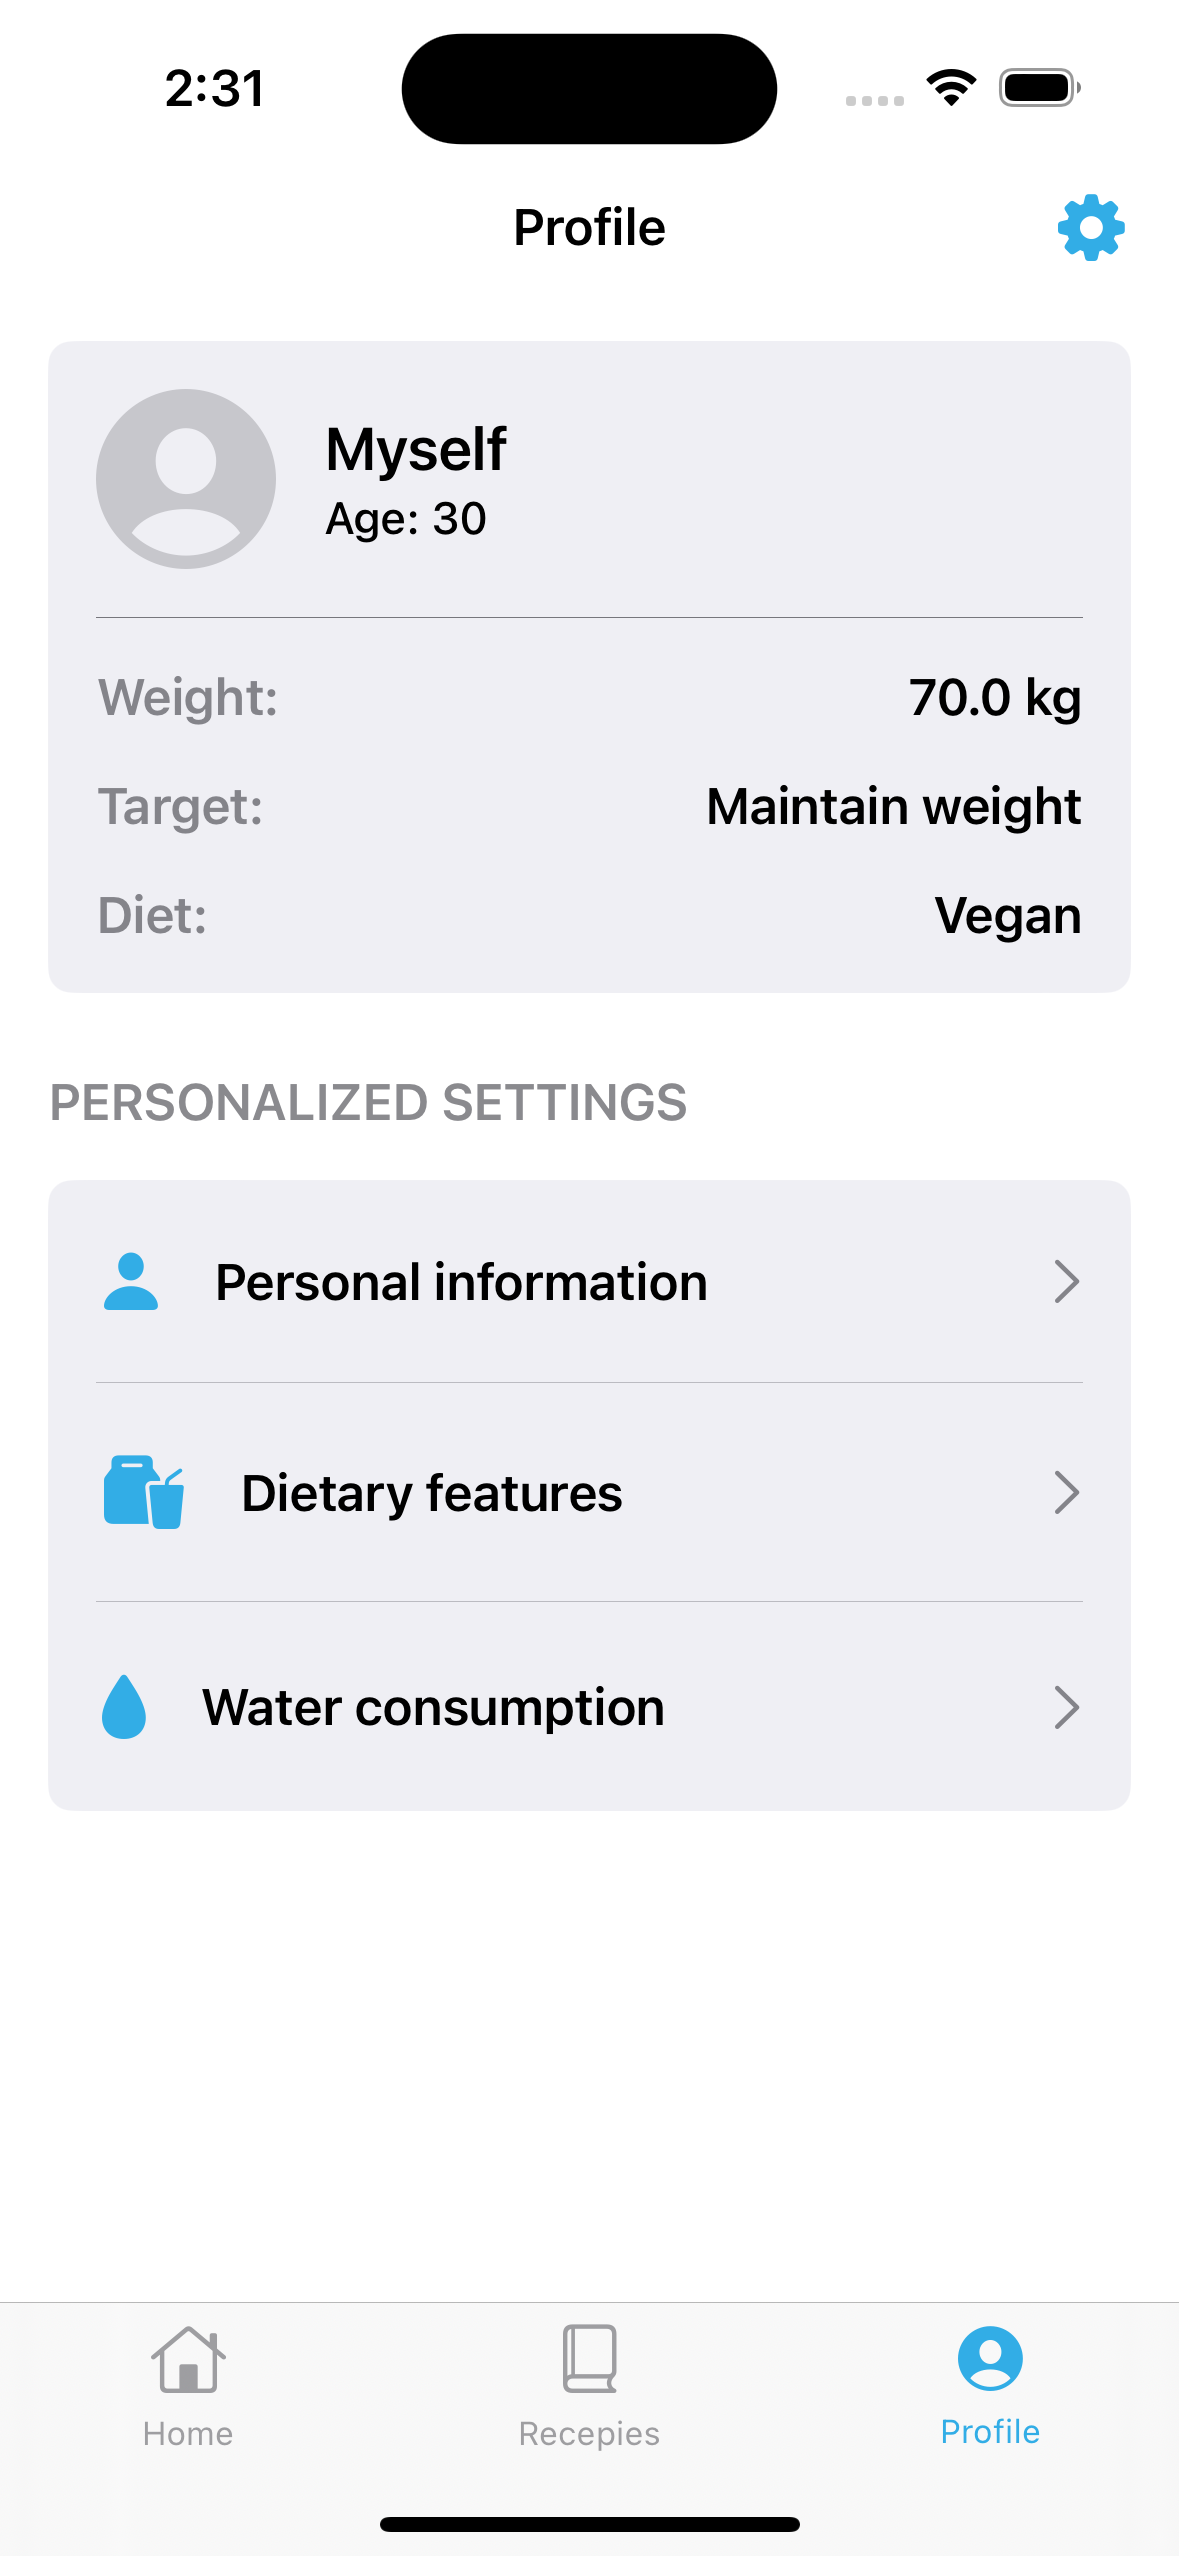 2:31
Profile
Myself
Age: 30
Weight: 70.0 kg
Target: Maintain weight
Diet: Vegan
PERSONALIZED SETTINGS
Personal information
Dietary features
Water consumption
Home Recepies Profile